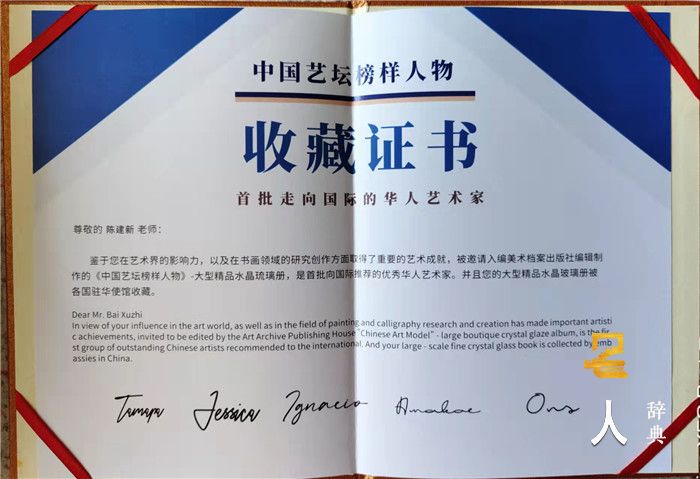 中国艺坛榜样人物
收藏证书
首批走向国际的华人艺术家
尊敬的 陈建新 老师：
鉴于您在艺术界的影响力，以及在书画领域的研究创作方面取得了重要的艺术成就，被邀请入编美术档案出版社编辑制
作的《中国艺坛榜样人物》-大型精品水晶琉璃册，是首批向国际推荐的优秀华人艺术家。并且您的大型精品水晶玻璃册被
各国驻华使馆收藏。
Dear Mr. Bai Xuzhi
In view of your influence in the art world, as well as in the field of painting and calligraphy research and creation has made important artisti
c achievements, invited to be edited by the Art Archive Publishing House "Chinese Art Model" - large boutique crystal glaze album, is the fir
st group of outstanding Chinese artists recommended to the international. And your large - scale fine crystal glass book is collected by emb
assies in China.
Jessica Ignacio
人 辞典